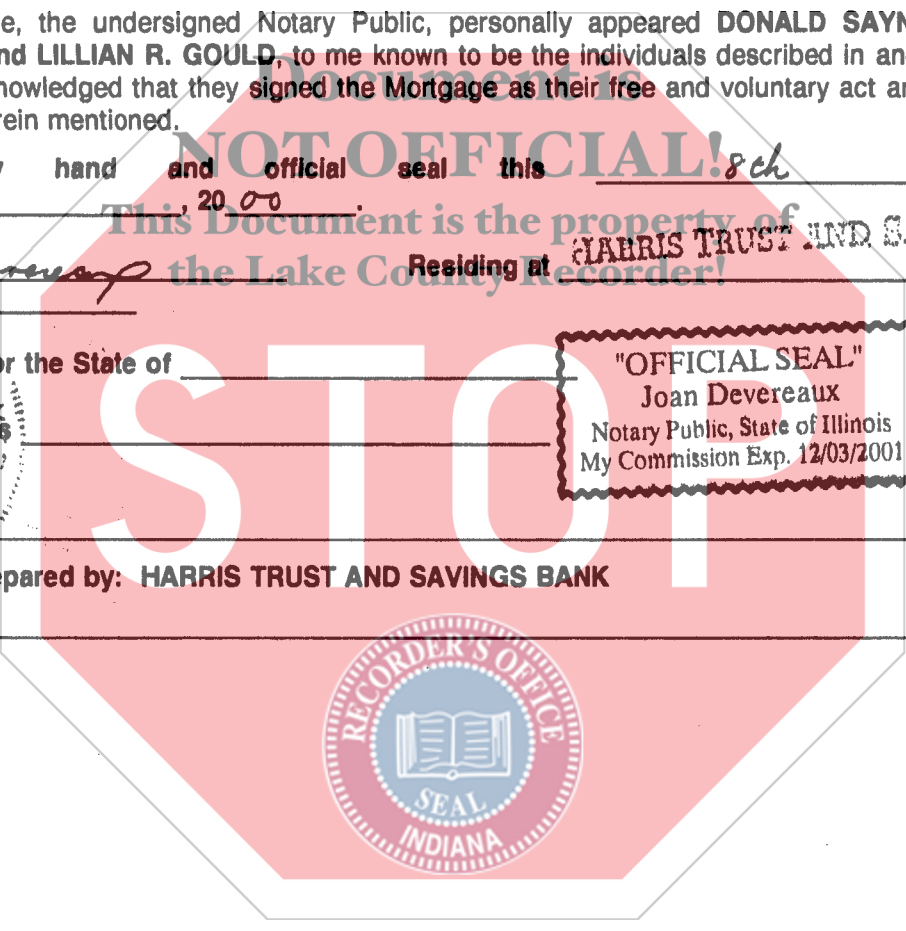 e, the undersigned Notary Public, personally appeared DONALD SAYN
nd LILLIAN R. GOULD, to me known to be the individuals described in an
nowledged that they signed the Mortgage as their free and voluntary act a
rein mentioned.
Document is
NOT OFFICIAL!
This Document is the property of
the Lake County Recorder!
y hand and official seal this 8th
, 20 00 .
Residing at HARRIS TRUST AND S
or the State of
"OFFICIAL SEAL"
Joan Devereaux
Notary Public, State of Illinois
My Commission Exp. 12/03/2001
s
STOP
epared by: HARRIS TRUST AND SAVINGS BANK
RECORDER'S OFFICE
SEAL
INDIANA